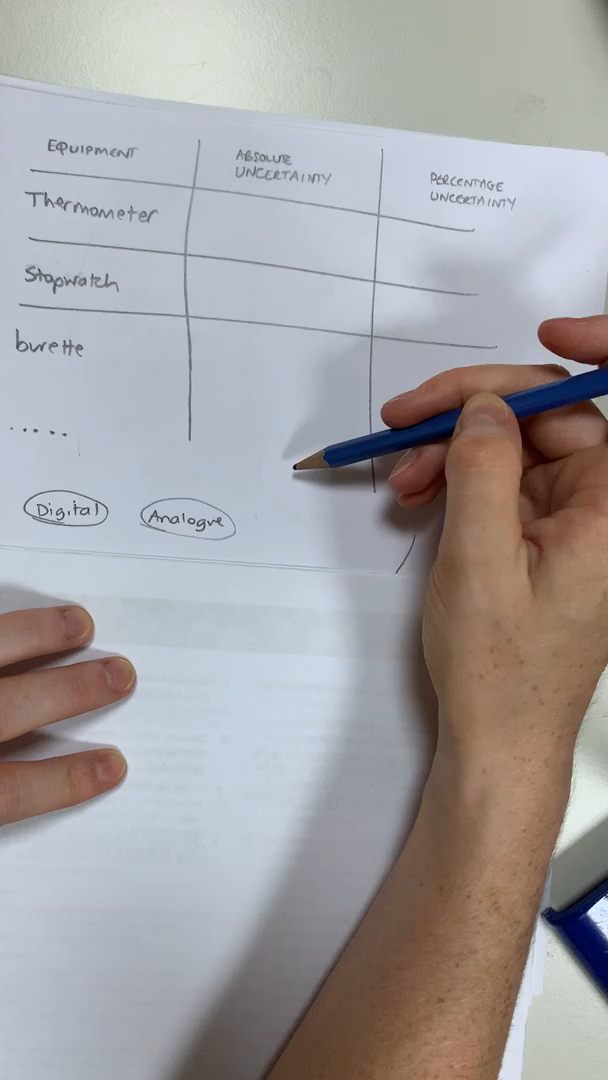 EQUIPMENT
ABSOLUTE
UNCERTAINTY
PERCENTAGE
UNCERTAINTY
Thermometer
Stopwatch
burette
.....
Digital
Analogue